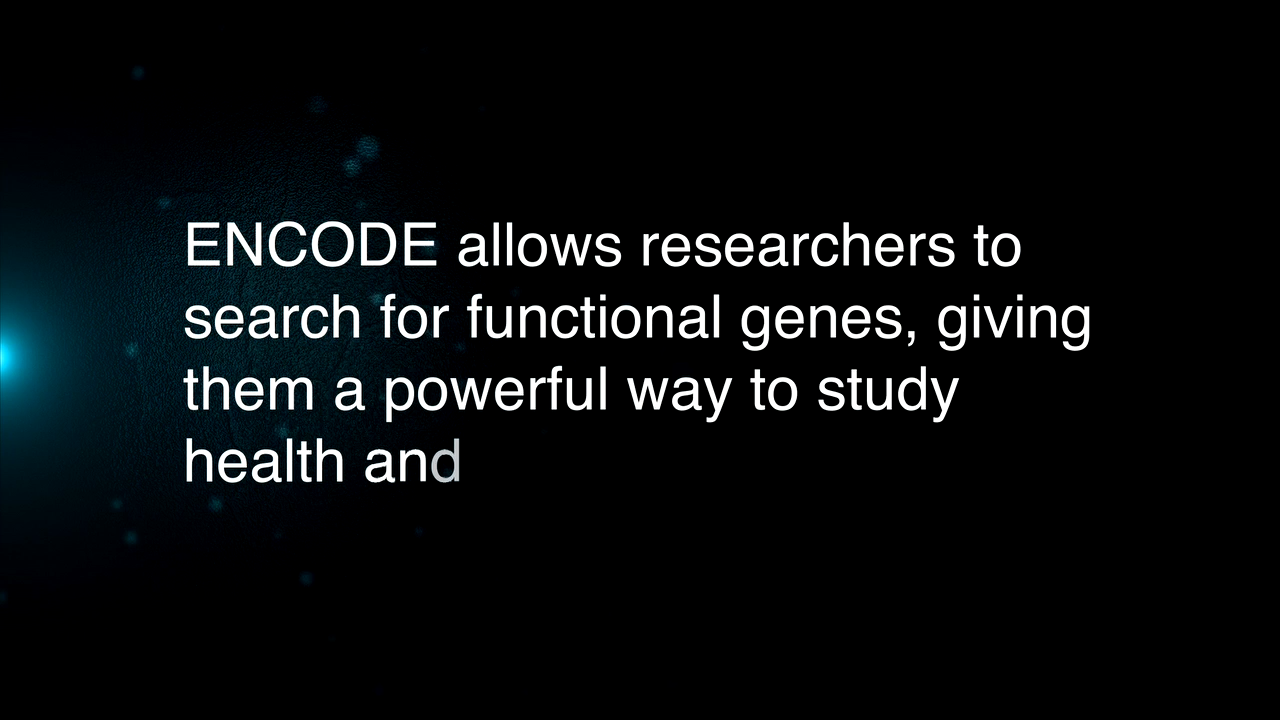 ENCODE allows researchers to
search for functional genes, giving
them a powerful way to study
health and